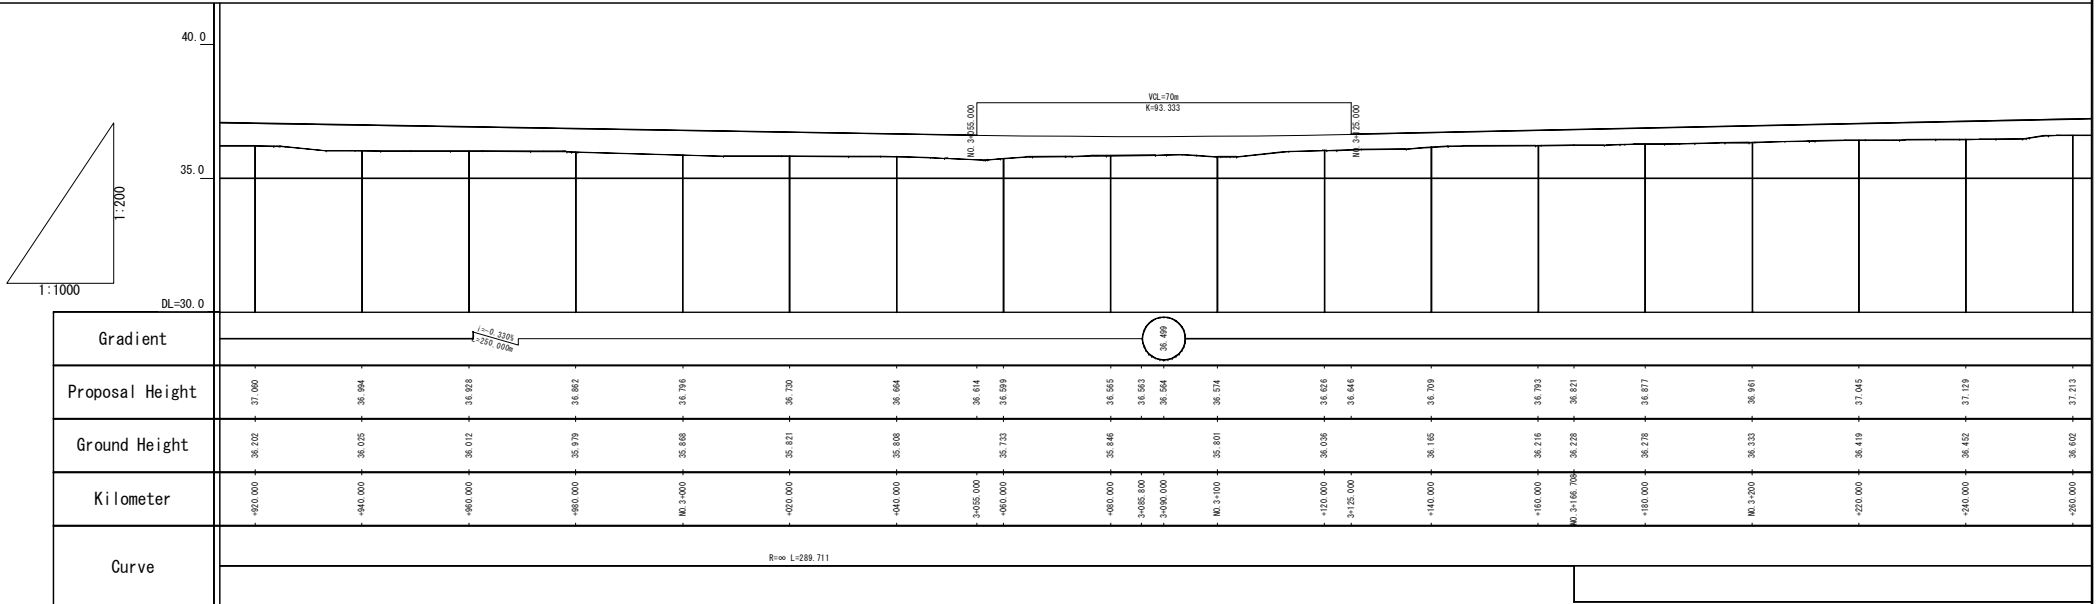 40.0
VCL=70m
K=93.333
NO.3+055.000
NO.3+125.000
35.0
1:200
1:1000
DL=30.0
Gradient
i=-0.330%
L=250.000m
36.499
Proposal Height
37.060 36.994 36.928 36.862 36.796 36.730 36.664 36.614 36.599 36.565 36.563 36.564 36.574 36.626 36.646 36.709 36.793 36.821 36.877 36.961 37.045 37.129 37.213
Ground Height
36.202 36.025 36.012 35.979 35.868 35.821 35.808 35.733 35.846 35.801 36.036 36.165 36.216 36.228 36.278 36.333 36.419 36.452 36.602
Kilometer
+920.000 +940.000 +960.000 +980.000 NO.3+000 +020.000 +040.000 3+055.000 +060.000 +080.000 3+085.800 3+090.000 NO.3+100 +120.000 3+125.000 +140.000 +160.000 NO.3+166.708 +180.000 NO.3+200 +220.000 +240.000 +260.000
Curve
R=∞ L=289.711